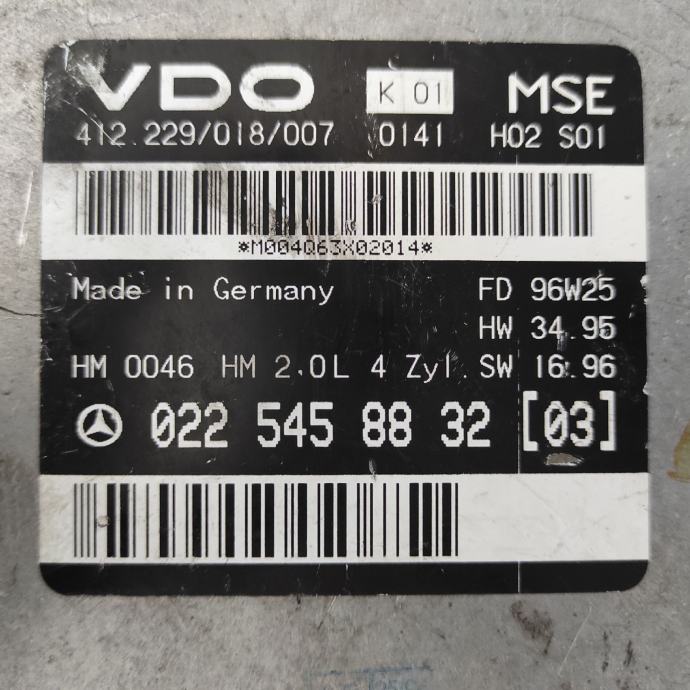 VDO K 01 MSE
412.229/018/007 0141 H02 S01
*M004Q63X02014*
Made in Germany FD 96W25
HW 34.95
HM 0046 HM 2.0L 4 Zyl. SW 16.96
022 545 88 32 [03]